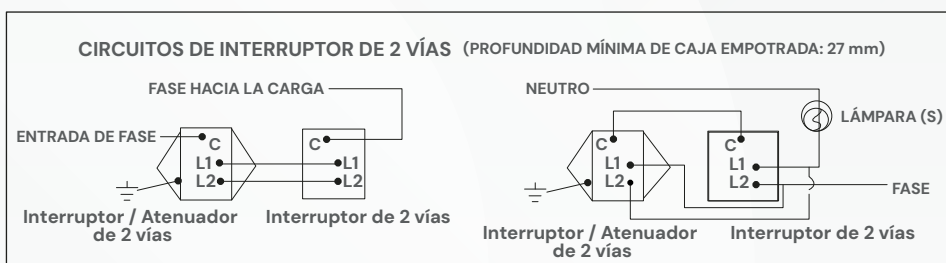 CIRCUITOS DE INTERRUPTOR DE 2 VÍAS (PROFUNDIDAD MÍNIMA DE CAJA EMPOTRADA: 27 mm)
FASE HACIA LA CARGA
ENTRADA DE FASE
C
L1
L2
C
L1
L2
Interruptor / Atenuador
de 2 vías
Interruptor de 2 vías
NEUTRO
LÁMPARA (S)
C
L1
L2
C
L1
L2
FASE
Interruptor / Atenuador
de 2 vías
Interruptor de 2 vías